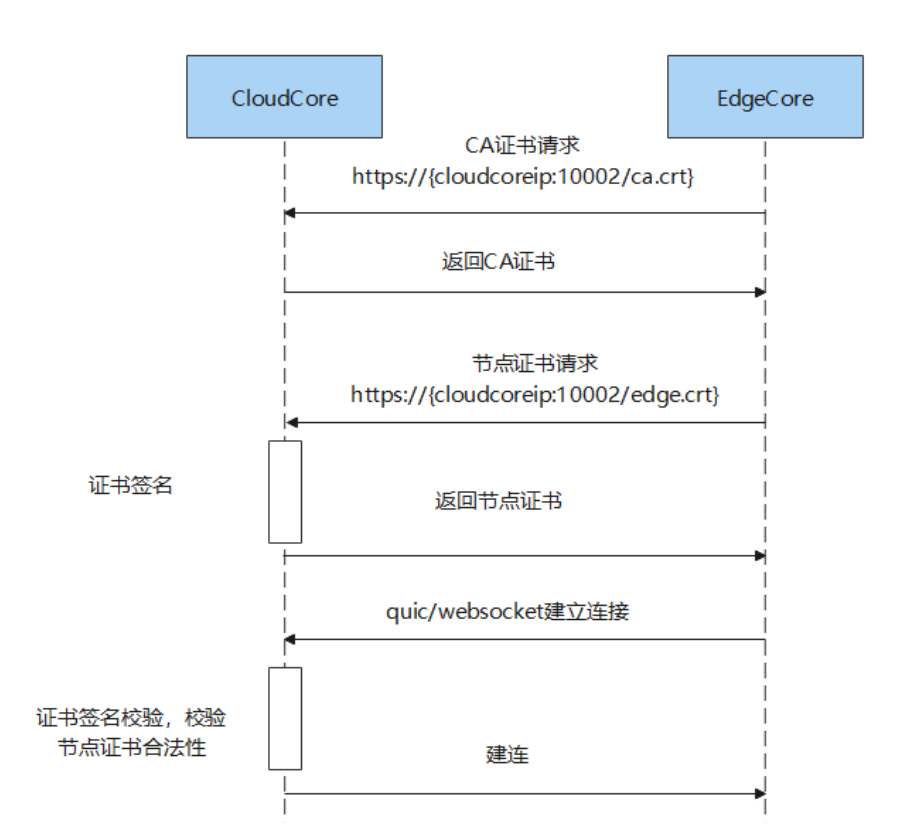 CloudCore
EdgeCore
CA证书请求
https://{cloudcoreip:10002/ca.crt}
返回CA证书
节点证书请求
https://{cloudcoreip:10002/edge.crt}
证书签名
返回节点证书
quic/websocket建立连接
证书签名校验，校验
节点证书合法性
建连